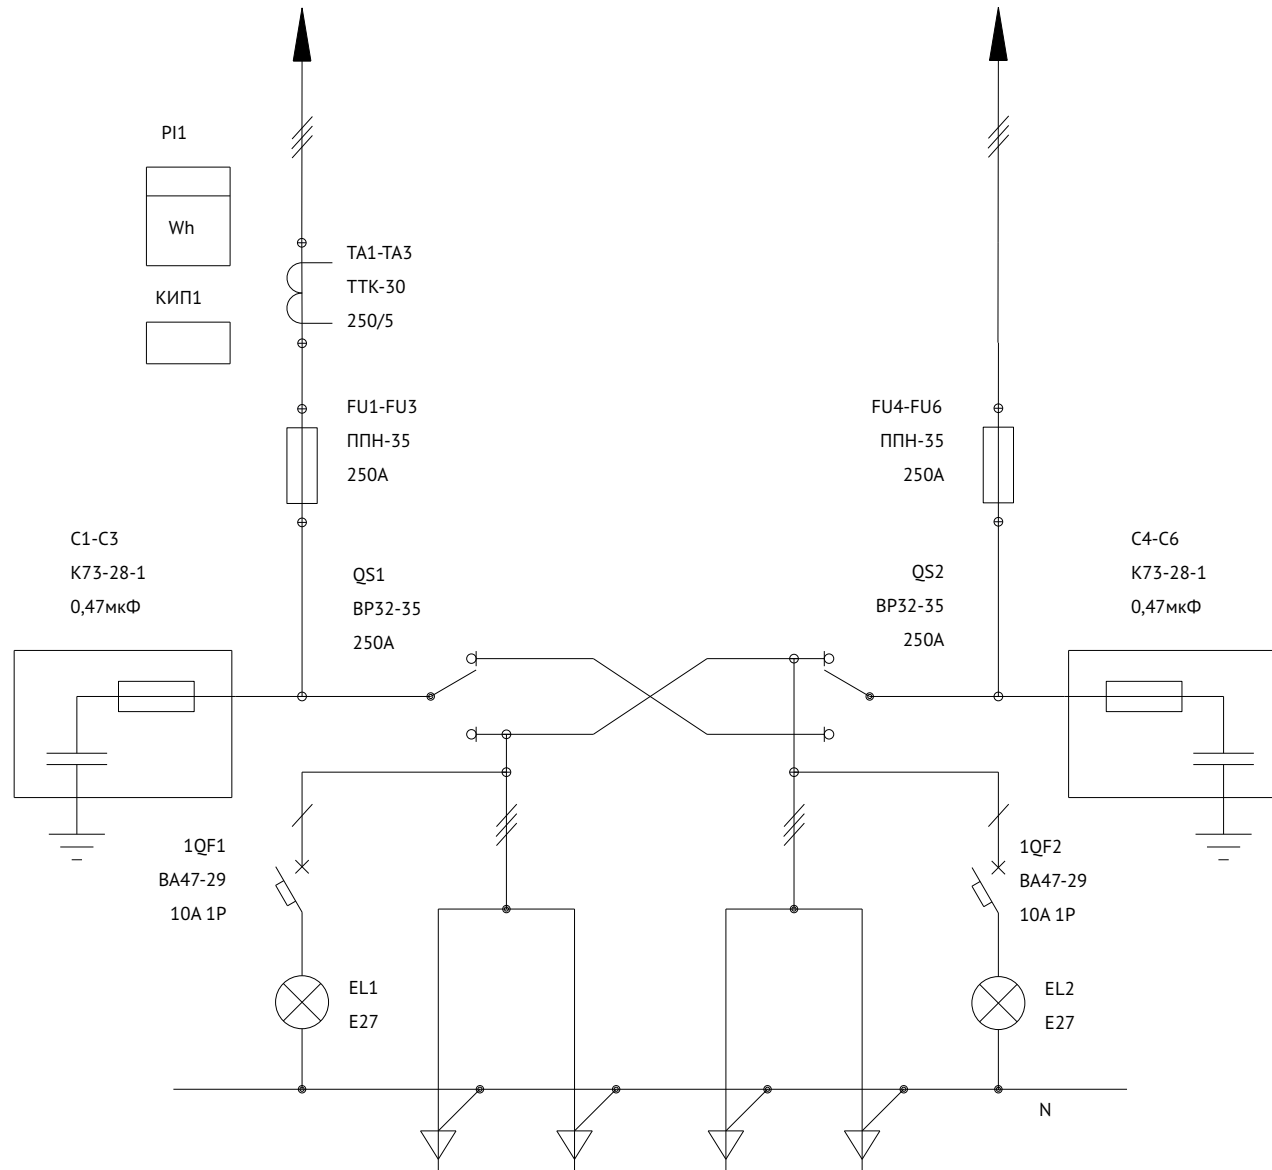 PI1
Wh
КИП1
TA1-TA3
ТТК-30
250/5
FU1-FU3
ППН-35
250А
FU4-FU6
ППН-35
250А
C1-C3
К73-28-1
0,47мкФ
QS1
ВР32-35
250А
QS2
ВР32-35
250А
C4-C6
К73-28-1
0,47мкФ
1QF1
ВА47-29
10А 1Р
1QF2
ВА47-29
10А 1Р
EL1
E27
EL2
E27
N